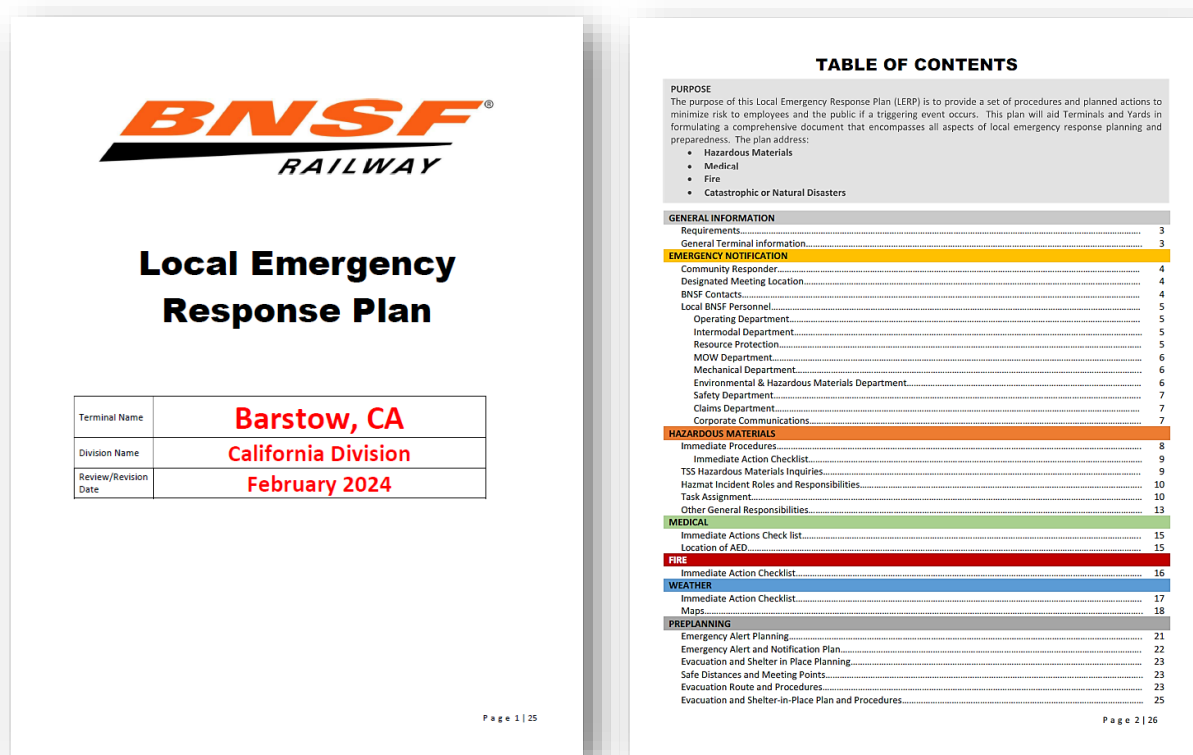 BNSF®
RAILWAY
Local Emergency
Response Plan
Terminal Name
Barstow, CA
Division Name
California Division
Review/Revision
Date
February 2024
Page 1|25
TABLE OF CONTENTS
PURPOSE
The purpose of this Local Emergency Response Plan (LERP) is to provide a set of procedures and planned actions to
minimize risk to employees and the public if a triggering event occurs. This plan will aid Terminals and Yards in
formulating a comprehensive document that encompasses all aspects of local emergency response planning and
preparedness. The plan address:
• Hazardous Materials
• Medical
• Fire
• Catastrophic or Natural Disasters
GENERAL INFORMATION
Requirements 3
General Terminal information 3
EMERGENCY NOTIFICATION
Community Responder 4
Designated Meeting Location 4
BNSF Contacts 4
Local BNSF Personnel 5
Operating Department 5
Intermodal Department 5
Resource Protection 5
MOW Department 6
Mechanical Department 6
Environmental & Hazardous Materials Department 6
Safety Department 7
Claims Department 7
Corporate Communications 7
HAZARDOUS MATERIALS
Immediate Procedures 8
Immediate Action Checklist 9
TSS Hazardous Materials Inquiries 9
Hazmat Incident Roles and Responsibilities 10
Task Assignment 10
Other General Responsibilities 13
MEDICAL
Immediate Actions Check list 15
Location of AED 15
FIRE
Immediate Action Checklist 16
WEATHER
Immediate Action Checklist 17
Maps 18
PREPLANNING
Emergency Alert Planning 21
Emergency Alert and Notification Plan 22
Evacuation and Shelter in Place Planning 23
Safe Distances and Meeting Points 23
Evacuation Route and Procedures 23
Evacuation and Shelter-in-Place Plan and Procedures 25
Page 2|26